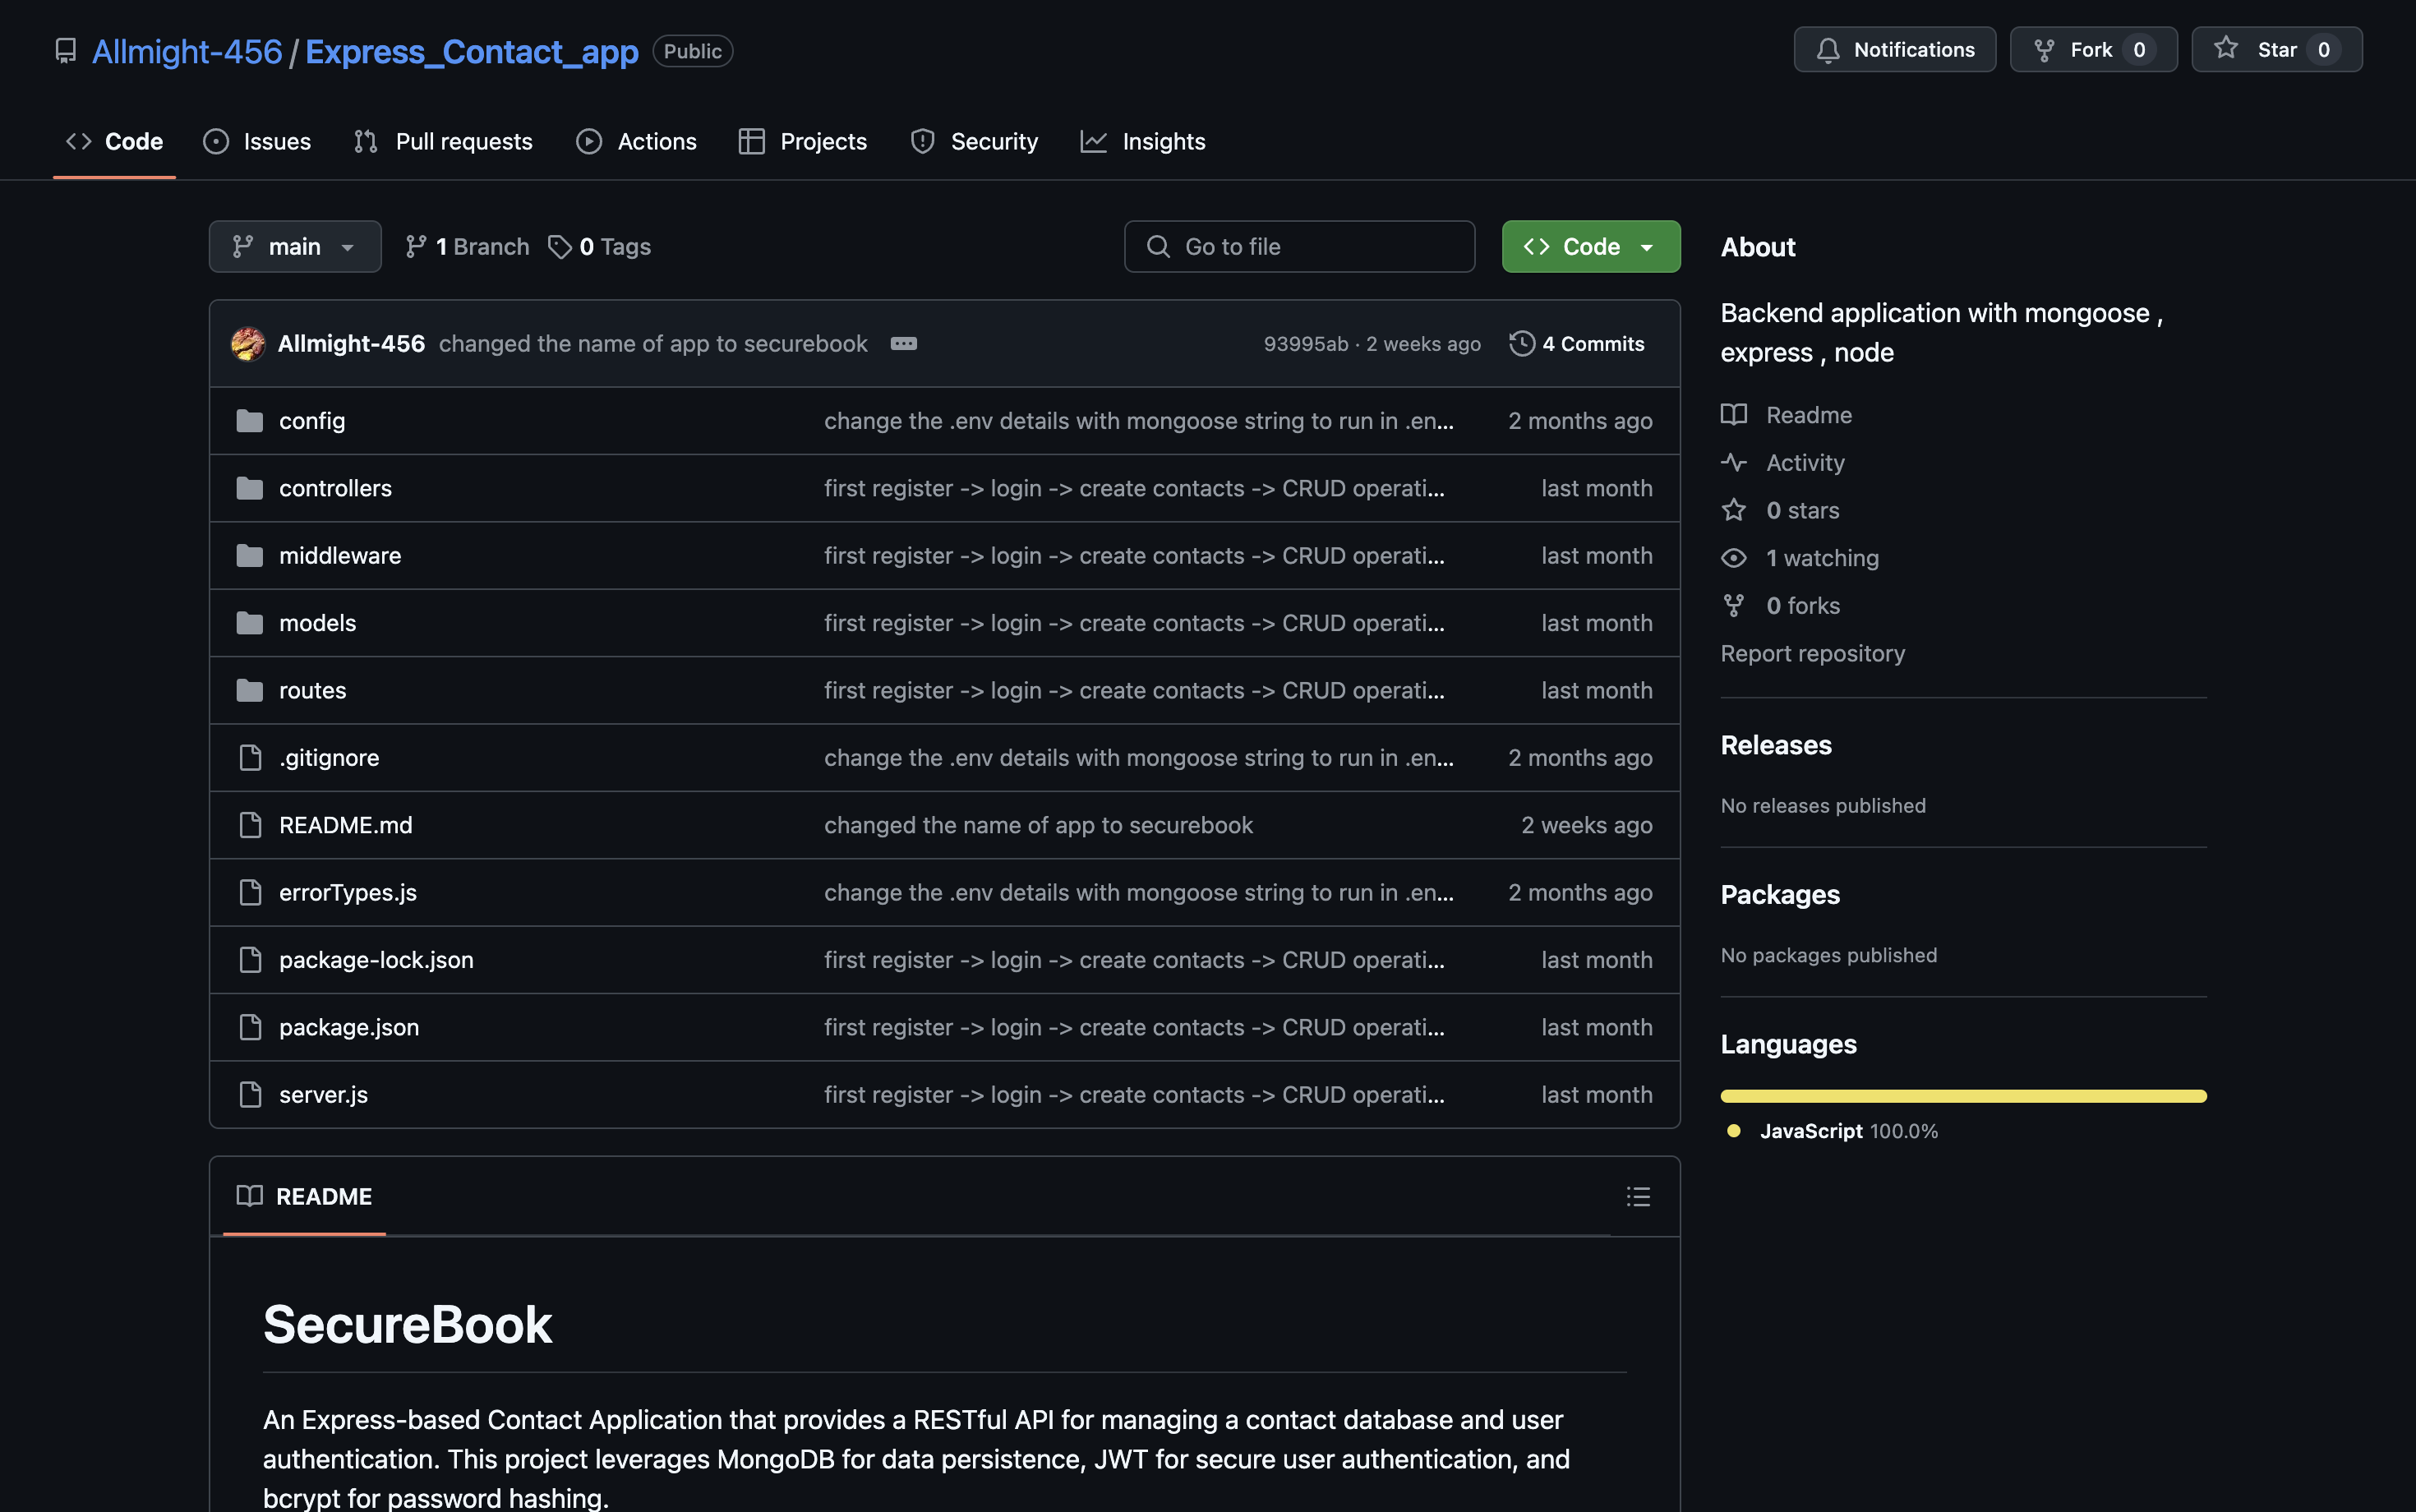 Allmight-456 / Express_Contact_app Public
Notifications Fork 0 Star 0
Code Issues Pull requests Actions Projects Security Insights
main 1 Branch 0 Tags Go to file Code
Allmight-456 changed the name of app to securebook 93995ab · 2 weeks ago 4 Commits
config change the .env details with mongoose string to run in .en... 2 months ago
controllers first register -> login -> create contacts -> CRUD operati... last month
middleware first register -> login -> create contacts -> CRUD operati... last month
models first register -> login -> create contacts -> CRUD operati... last month
routes first register -> login -> create contacts -> CRUD operati... last month
.gitignore change the .env details with mongoose string to run in .en... 2 months ago
README.md changed the name of app to securebook 2 weeks ago
errorTypes.js change the .env details with mongoose string to run in .en... 2 months ago
package-lock.json first register -> login -> create contacts -> CRUD operati... last month
package.json first register -> login -> create contacts -> CRUD operati... last month
server.js first register -> login -> create contacts -> CRUD operati... last month
README
SecureBook
An Express-based Contact Application that provides a RESTful API for managing a contact database and user
authentication. This project leverages MongoDB for data persistence, JWT for secure user authentication, and
bcrypt for password hashing.
About
Backend application with mongoose ,
express , node
Readme
Activity
0 stars
1 watching
0 forks
Report repository
Releases
No releases published
Packages
No packages published
Languages
JavaScript 100.0%